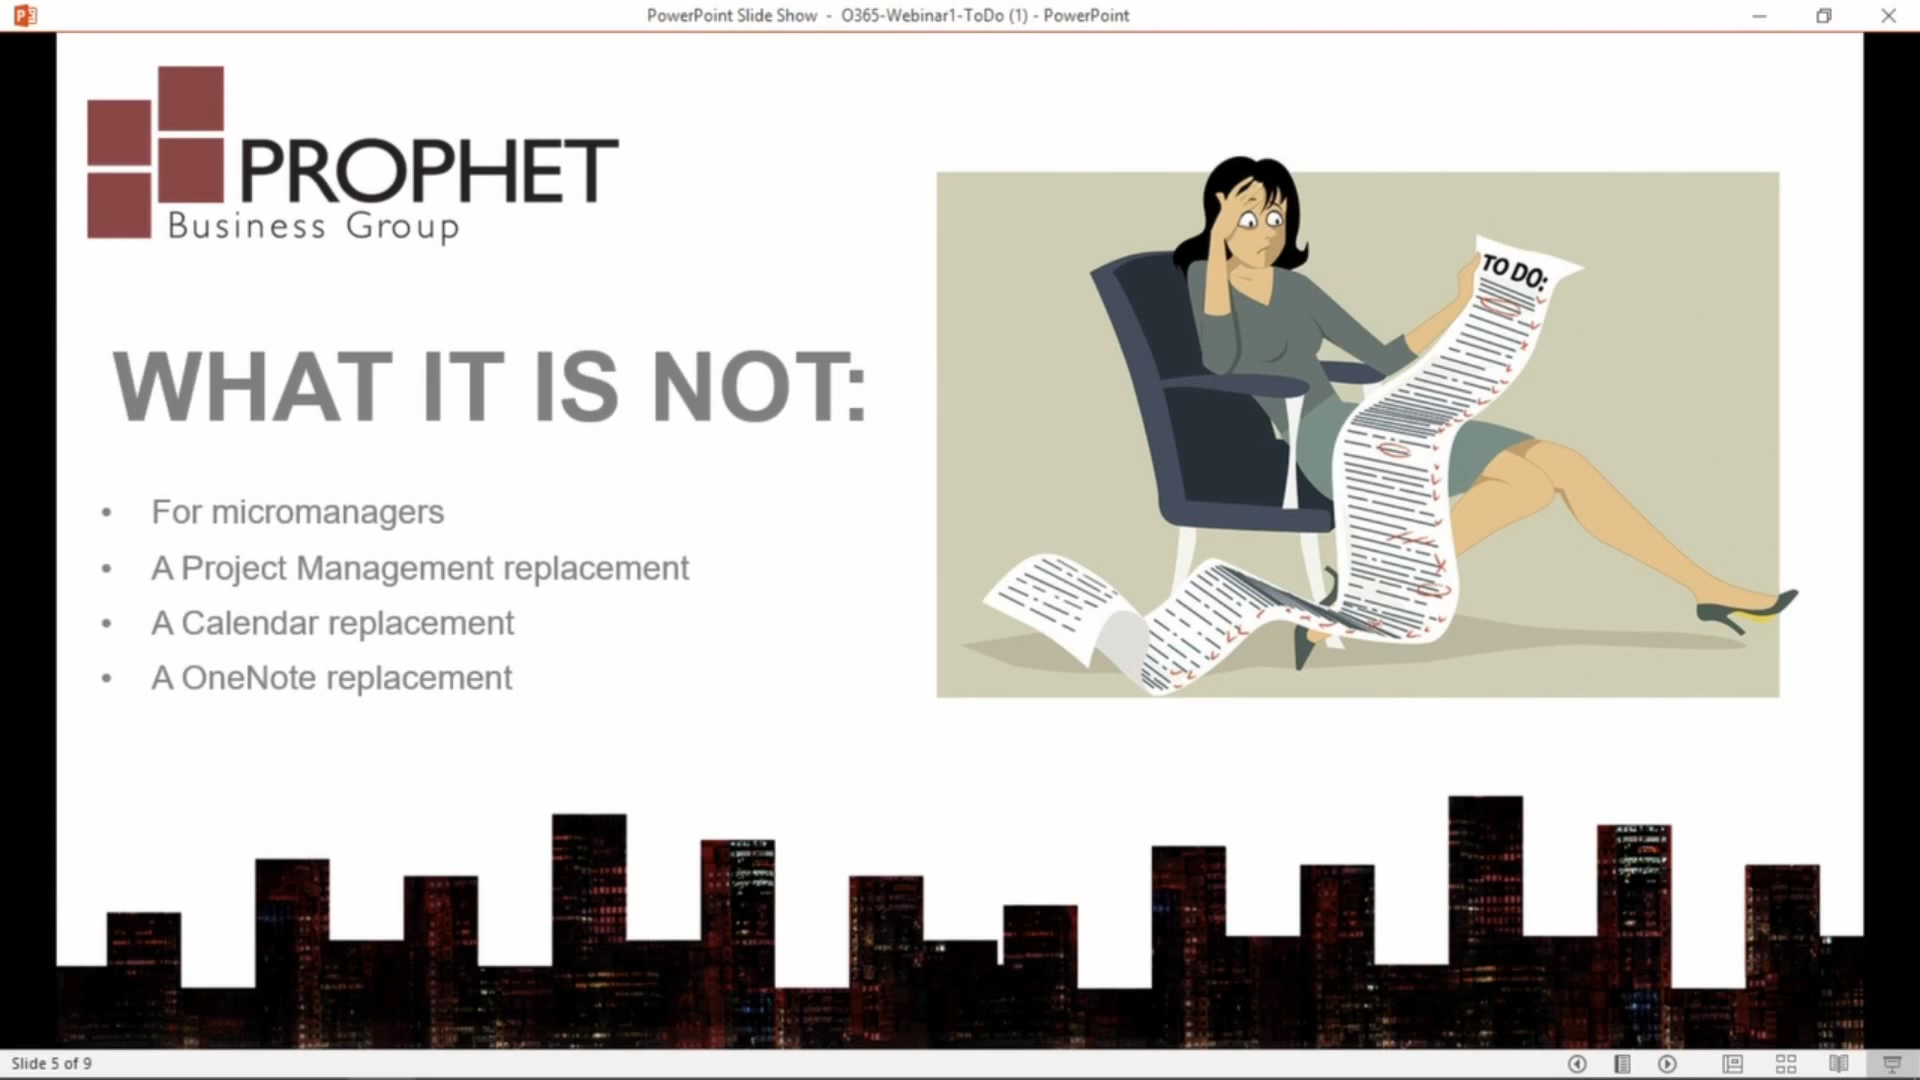 PowerPoint Slide Show - O365-Webinar1-ToDo (1) - PowerPoint
PROPHET
Business Group
TO DO:
WHAT IT IS NOT:
• For micromanagers
• A Project Management replacement
• A Calendar replacement
• A OneNote replacement
Slide 5 of 9